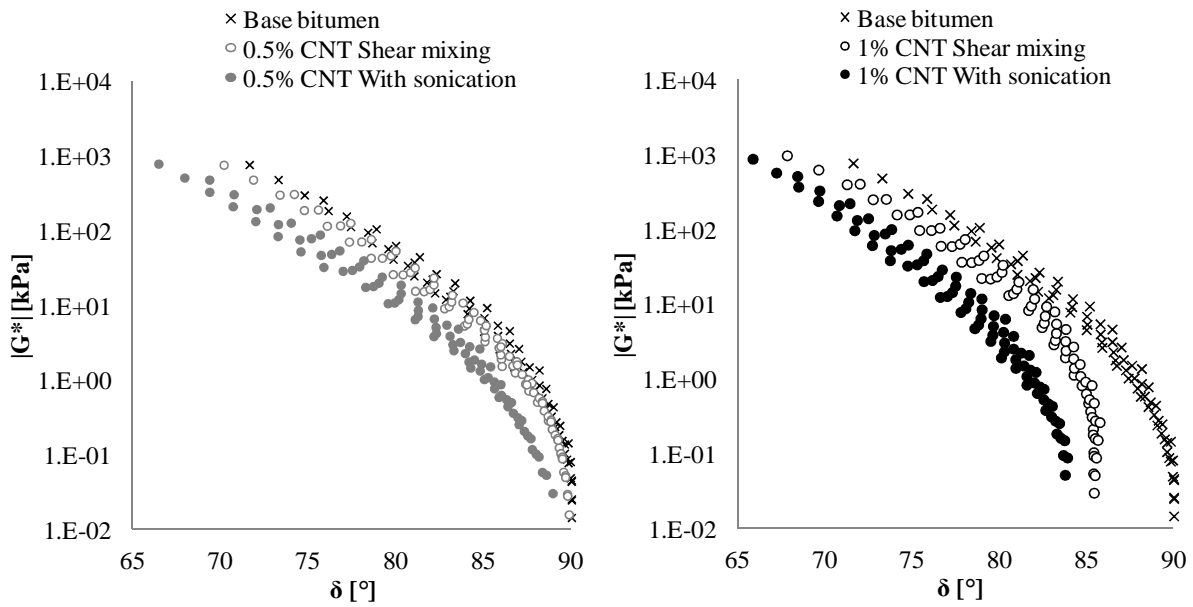 × Base bitumen
○ 0.5% CNT Shear mixing
● 0.5% CNT With sonication
1.E+04
1.E+03
1.E+02
1.E+01
1.E+00
1.E-01
1.E-02
|G*| [kPa]
65 70 75 80 85 90
δ [°]
× Base bitumen
○ 1% CNT Shear mixing
● 1% CNT With sonication
1.E+04
1.E+03
1.E+02
1.E+01
1.E+00
1.E-01
1.E-02
|G*| [kPa]
65 70 75 80 85 90
δ [°]